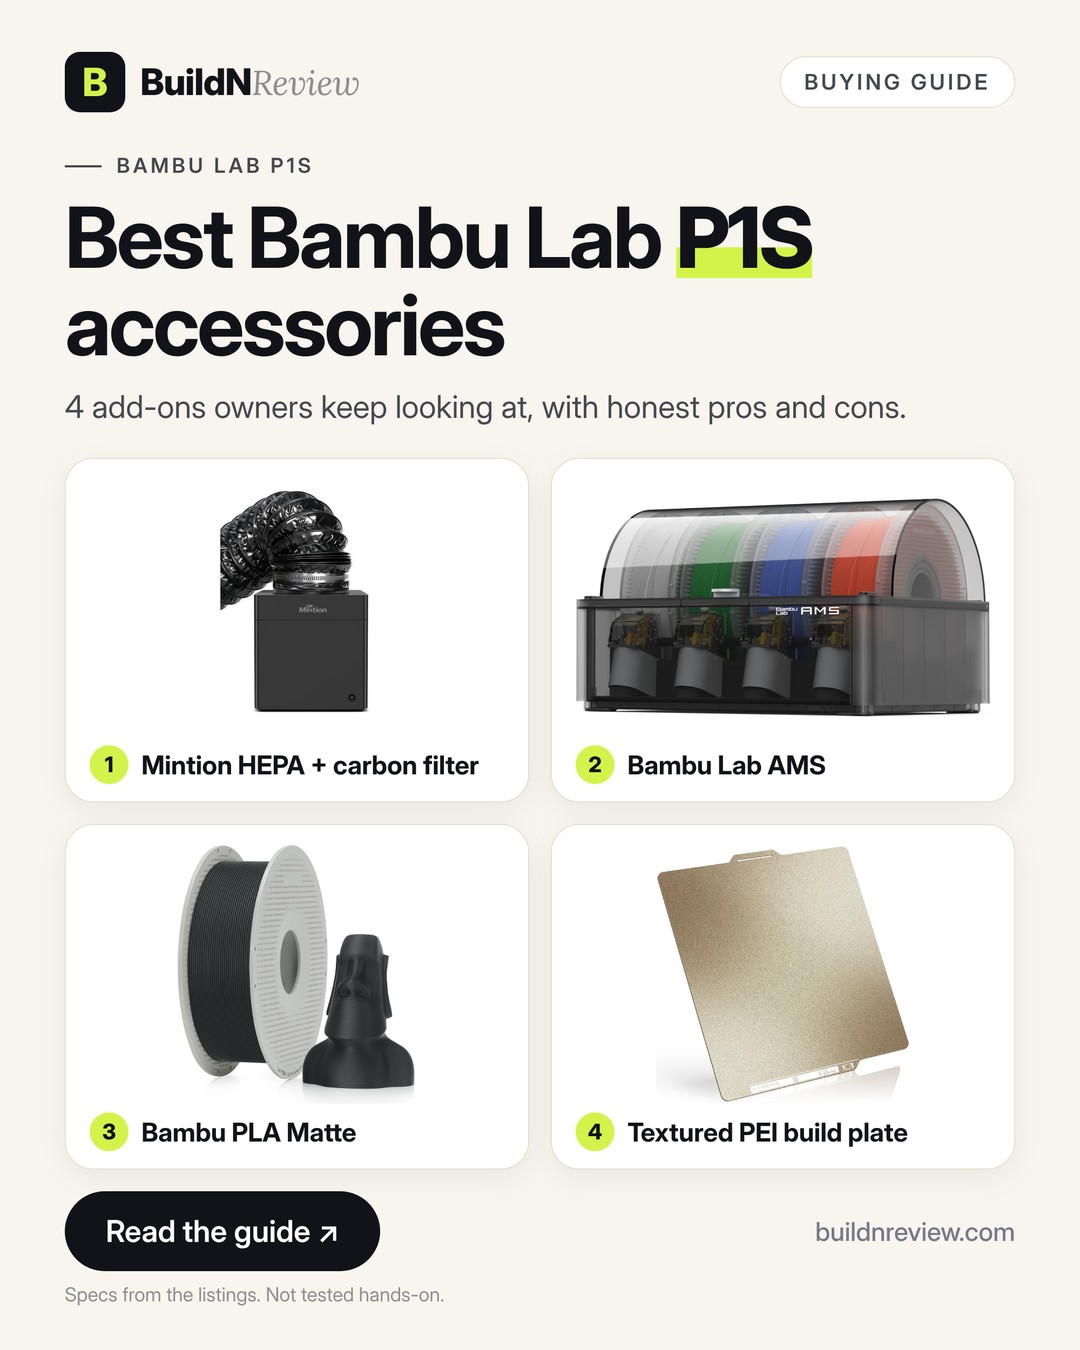 B BuildNReview
BUYING GUIDE
BAMBU LAB P1S
Best Bambu Lab P1S
accessories
4 add-ons owners keep looking at, with honest pros and cons.
Mintion
Bambu Lab AMS
1 Mintion HEPA + carbon filter
2 Bambu Lab AMS
3 Bambu PLA Matte
4 Textured PEI build plate
Read the guide ↗
buildnreview.com
Specs from the listings. Not tested hands-on.